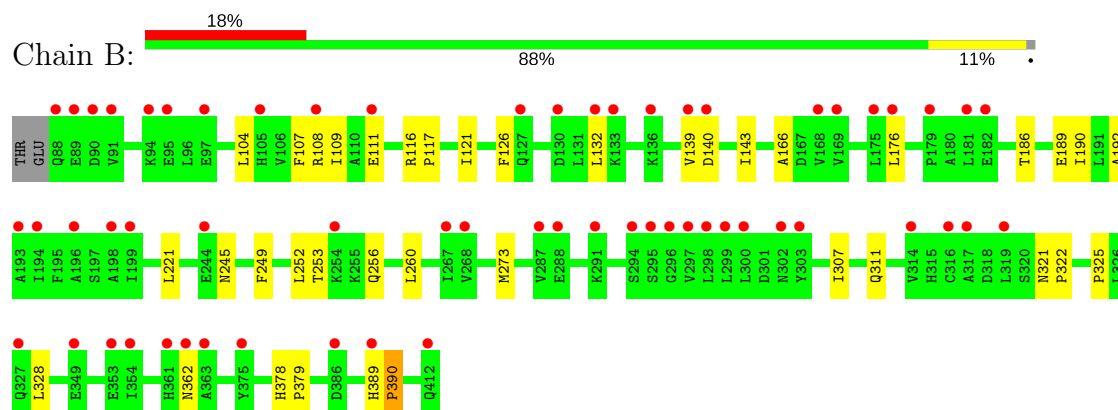 18%
Chain B:
88% 11% •
THR GLU Q88 E89 D90 V91 K94 E95 L96 E97 L104 H105 V106 F107 R108 I109 A110 E111 R116 P117 I121 F126 Q127 D130 L131 L132 K133 K136 V139 D140 I143 A166 D167 V168 V169 L175 L176 P179 A180 L181 E182 T186 E189 I190 L191 A192
A193 I194 F195 A196 S197 A198 I199 L221 E244 N245 F249 L252 T253 K254 K255 Q256 L260 I267 V268 M273 V287 E288 K291 S294 S295 G296 V297 L298 L299 L300 D301 N302 Y303 I307 Q311 V314 H315 C316 A317 D318 L319 S320 N321 P322 P325 L326
Q327 L328 E349 E353 I354 H361 N362 A363 Y375 H378 P379 D386 H389 P390 Q412